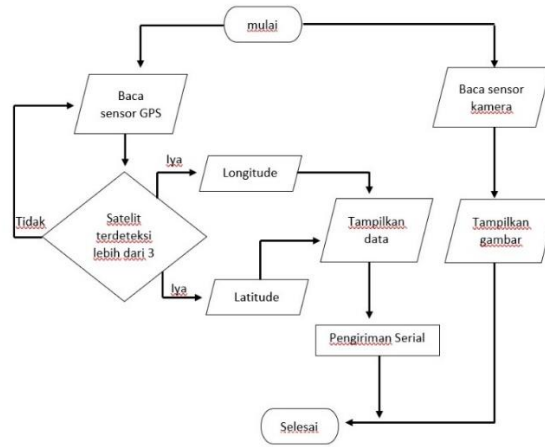 mulai
Baca
sensor GPS
Baca sensor
kamera
Iya
Longitude
Tidak
Satelit
terdeteksi
lebih dari 3
Tampilkan
data
Tampilkan
gambar
Iya
Latitude
Pengiriman Serial
Selesai